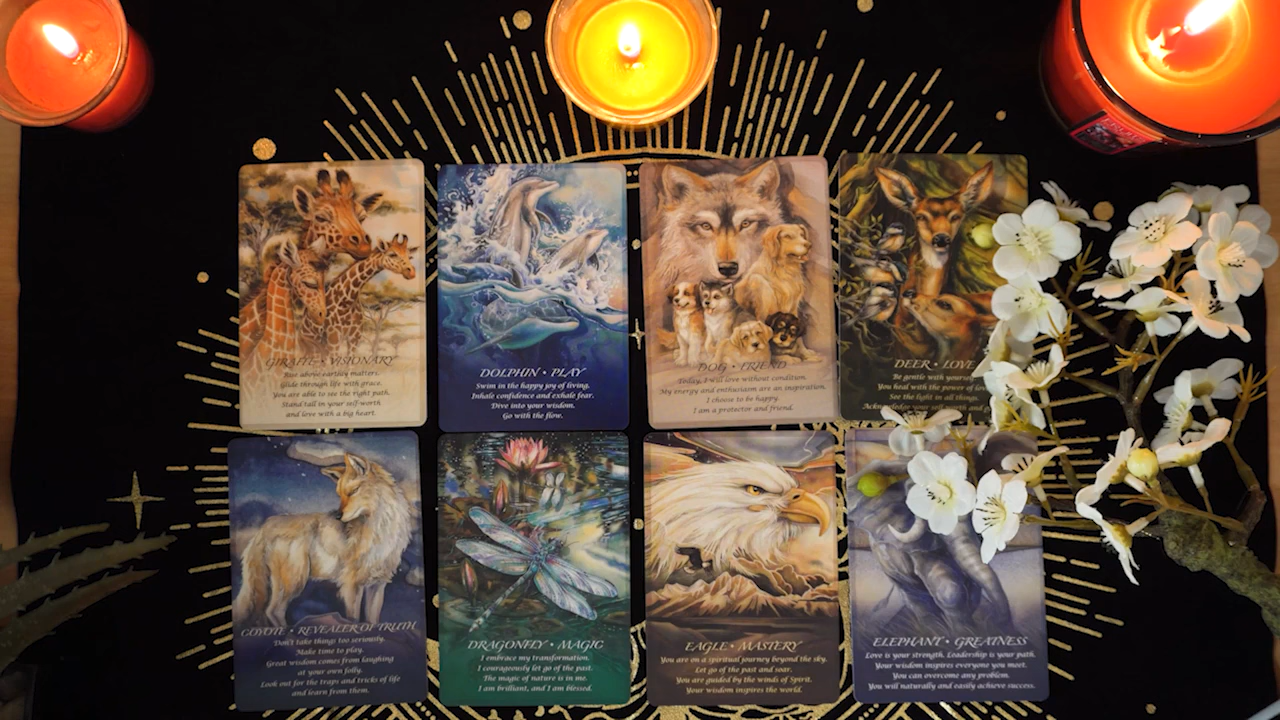 GIRAFFE • VISIONARY
Rise above earthly matters.
Glide through life with grace.
You are able to see the right path.
Stand tall in your self-worth
and love with a big heart.
DOLPHIN • PLAY
Swim in the happy joy of living.
Inhale confidence and exhale fear.
Dive into your wisdom.
Go with the flow.
DOG • FRIEND
Today, I will love without condition.
My energy and enthusiasm are an inspiration.
I choose to be happy.
I am a protector and friend.
DEER • LOVE
Be gentle with yourself.
You heal with the power of
See the light in all things.
Acknowledge your self-worth and
COYOTE • REVEALER OF TRUTH
Don't take things too seriously.
Make time to play.
Great wisdom comes from laughing
at your own folly.
Look out for the traps and tricks of life
and learn from them.
DRAGONFLY • MAGIC
I embrace my transformation.
I courageously let go of the past.
The magic of nature is in me.
I am brilliant, and I am blessed.
EAGLE • MASTERY
You are on a spiritual journey beyond the sky.
Let go of the past and soar.
You are guided by the winds of Spirit.
Your wisdom inspires the world.
ELEPHANT • GREATNESS
Love is your strength. Leadership is your path.
Your wisdom inspires everyone you meet.
You can overcome any problem.
You will naturally and easily achieve success.